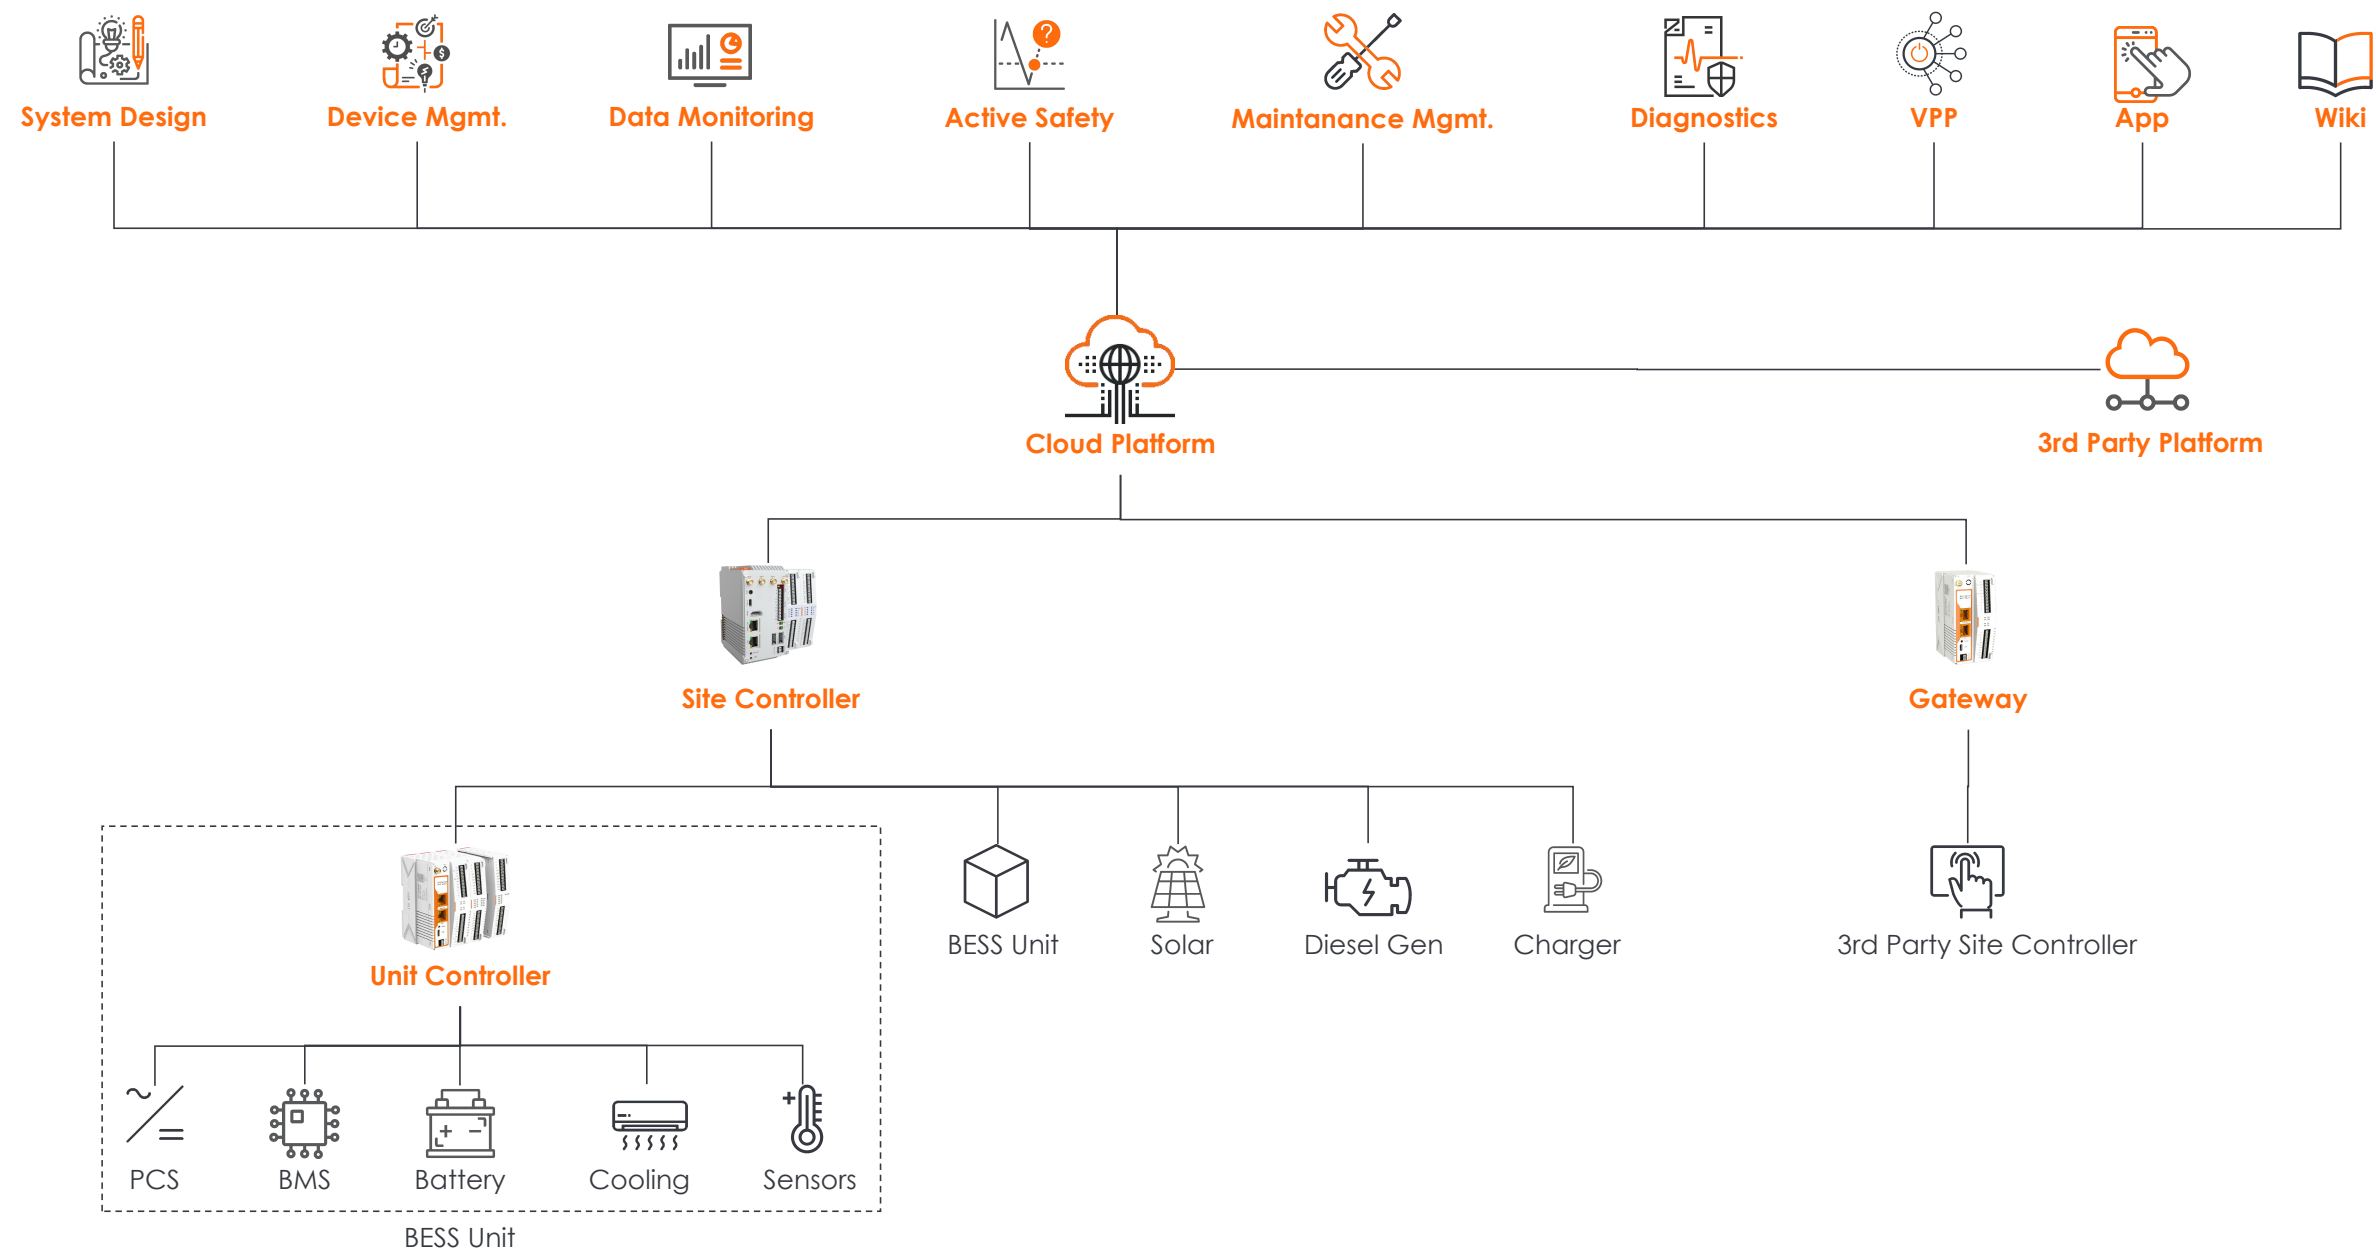 System Design
Device Mgmt.
Data Monitoring
Active Safety
Maintanance Mgmt.
Diagnostics
VPP
App
Wiki
Cloud Platform
3rd Party Platform
Site Controller
Gateway
Unit Controller
BESS Unit
Solar
Diesel Gen
Charger
3rd Party Site Controller
PCS
BMS
Battery
Cooling
Sensors
BESS Unit